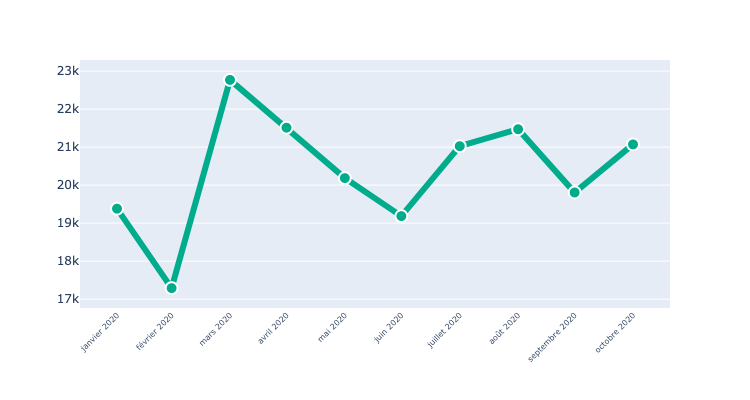 23k
22k
21k
20k
19k
18k
17k
janvier 2020
février 2020
mars 2020
avril 2020
mai 2020
juin 2020
juillet 2020
août 2020
septembre 2020
octobre 2020